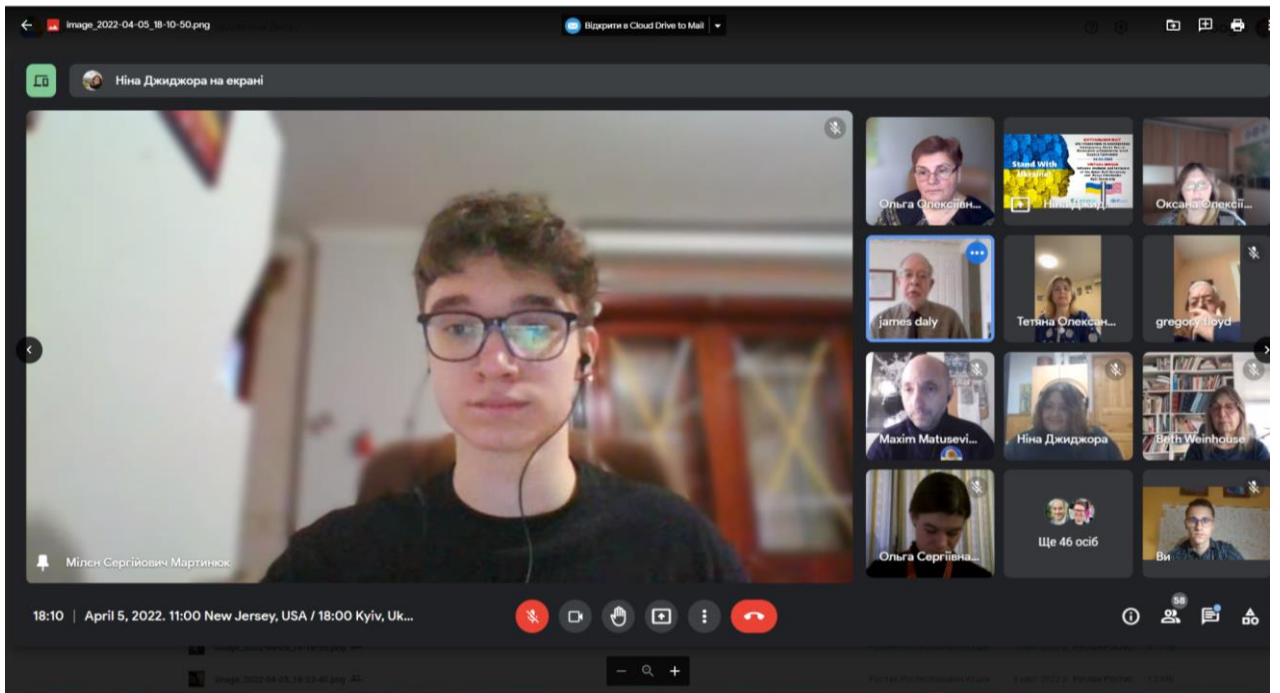 image_2022-04-05_18-10-50.png
Відкрити в Cloud Drive to Mail
Ніна Джиджора на екрані
Ольга Олексіївн...
Stand With
Ukraine!
Ніна Джид...
Оксана Олексії...
james daly
Тетяна Олексан...
gregory floyd
Maxim Matusevi...
Ніна Джиджора
Beth Weinhouse
Ольга Сергіївна...
Ще 46 осіб
Ви
Мілєн Сергійович Мартинюк
18:10 | April 5, 2022. 11:00 New Jersey, USA / 18:00 Kyiv, Uk...
58